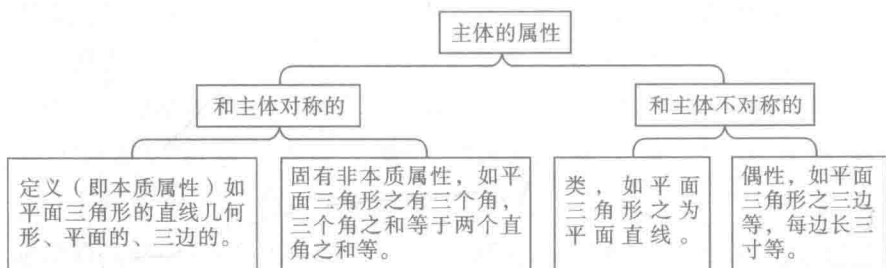 主体的属性
和主体对称的
和主体不对称的
定义（即本质属性）如
平面三角形的直线几何
形、平面的、三边的。
固有非本质属性，如平
面三角形之有三个角，
三个角之和等于两个直
角之和等。
类，如平面
三角形之为
平面直线。
偶性，如平面
三角形之三边
等，每边长三
寸等。